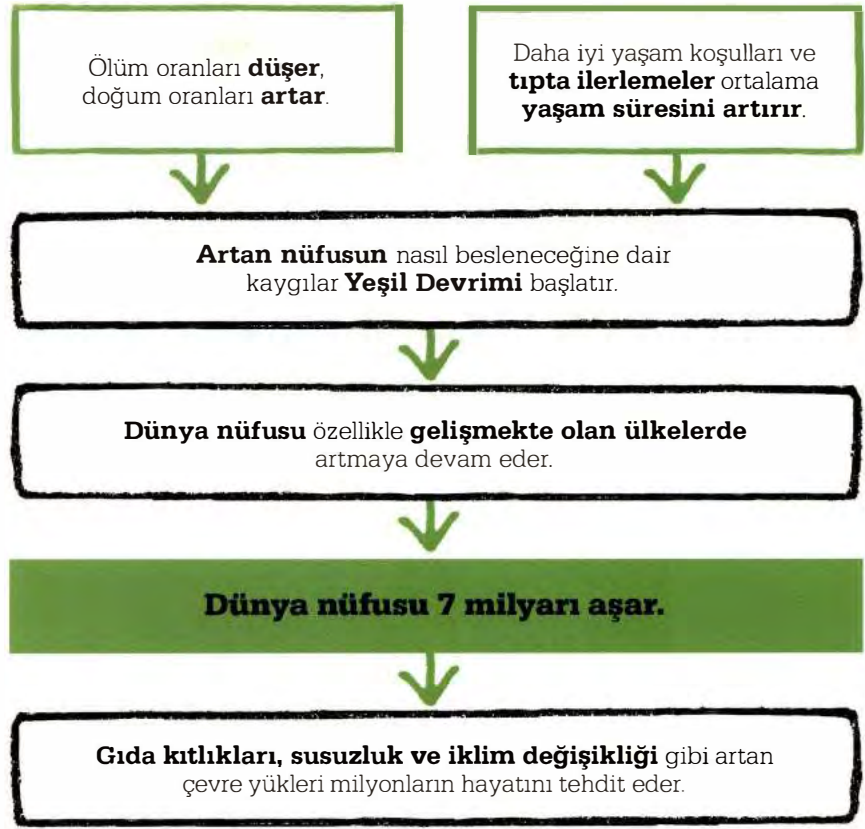 Ölüm oranları düşer,
doğum oranları artar.
Daha iyi yaşam koşulları ve
tıpta ilerlemeler ortalama
yaşam süresini artırır.
Artan nüfusun nasıl besleneceğine dair
kaygılar Yeşil Devrimi başlatır.
Dünya nüfusu özellikle gelişmekte olan ülkelerde
artmaya devam eder.
Dünya nüfusu 7 milyarı aşar.
Gıda kıtlıkları, susuzluk ve iklim değişikliği gibi artan
çevre yükleri milyonların hayatını tehdit eder.